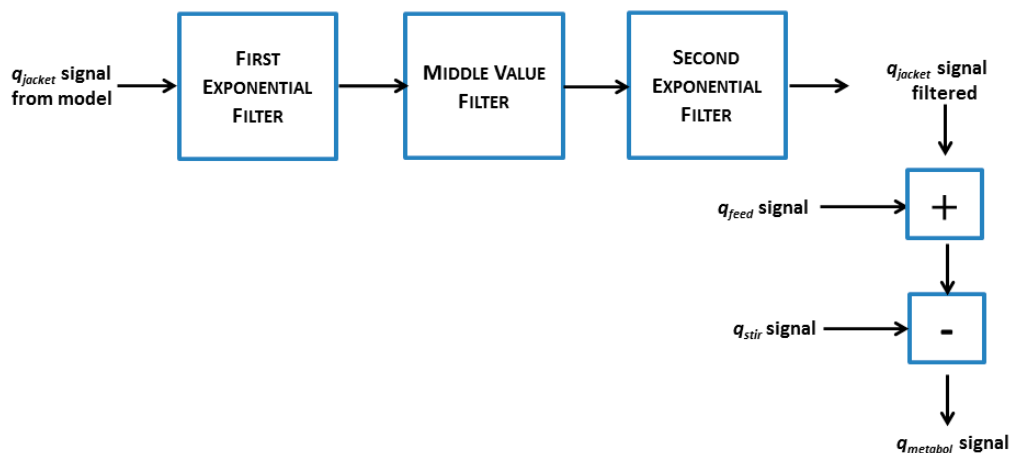 q_jacket signal
from model
FIRST
EXPONENTIAL
FILTER
MIDDLE VALUE
FILTER
SECOND
EXPONENTIAL
FILTER
q_jacket signal
filtered
q_feed signal
+
q_stir signal
-
q_metabol signal